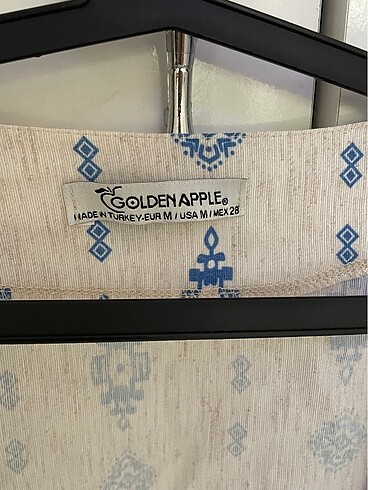 GOLDEN APPLE®
MADE IN TURKEY-EUR M / USA M / MEX 28